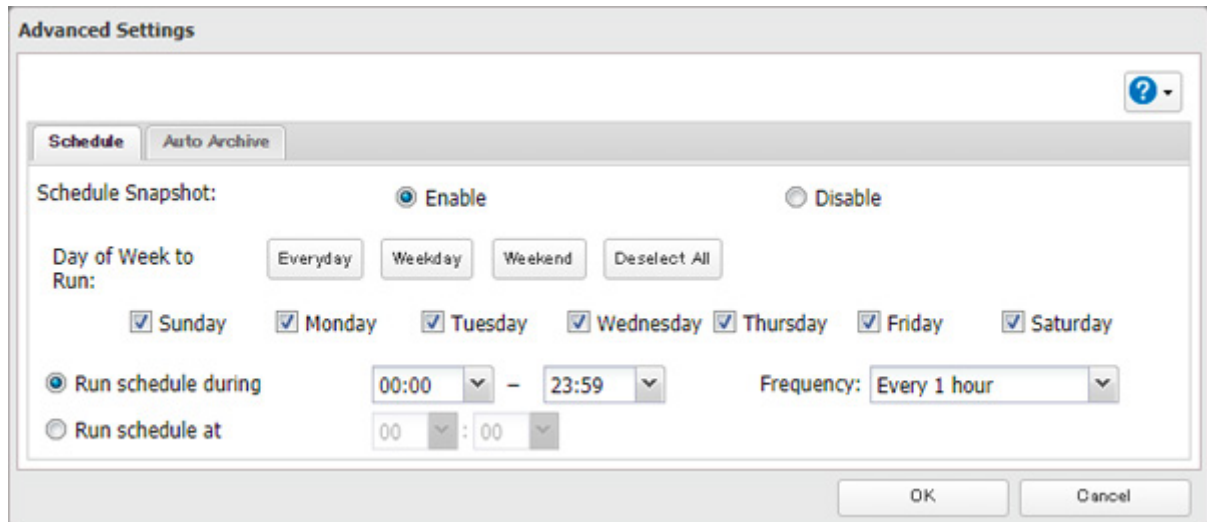 Advanced Settings
?
Schedule Auto Archive
Schedule Snapshot: Enable Disable
Day of Week to
Run:
Everyday Weekday Weekend Deselect All
Sunday Monday Tuesday Wednesday Thursday Friday Saturday
Run schedule during 00:00 – 23:59 Frequency: Every 1 hour
Run schedule at 00 : 00
OK Cancel